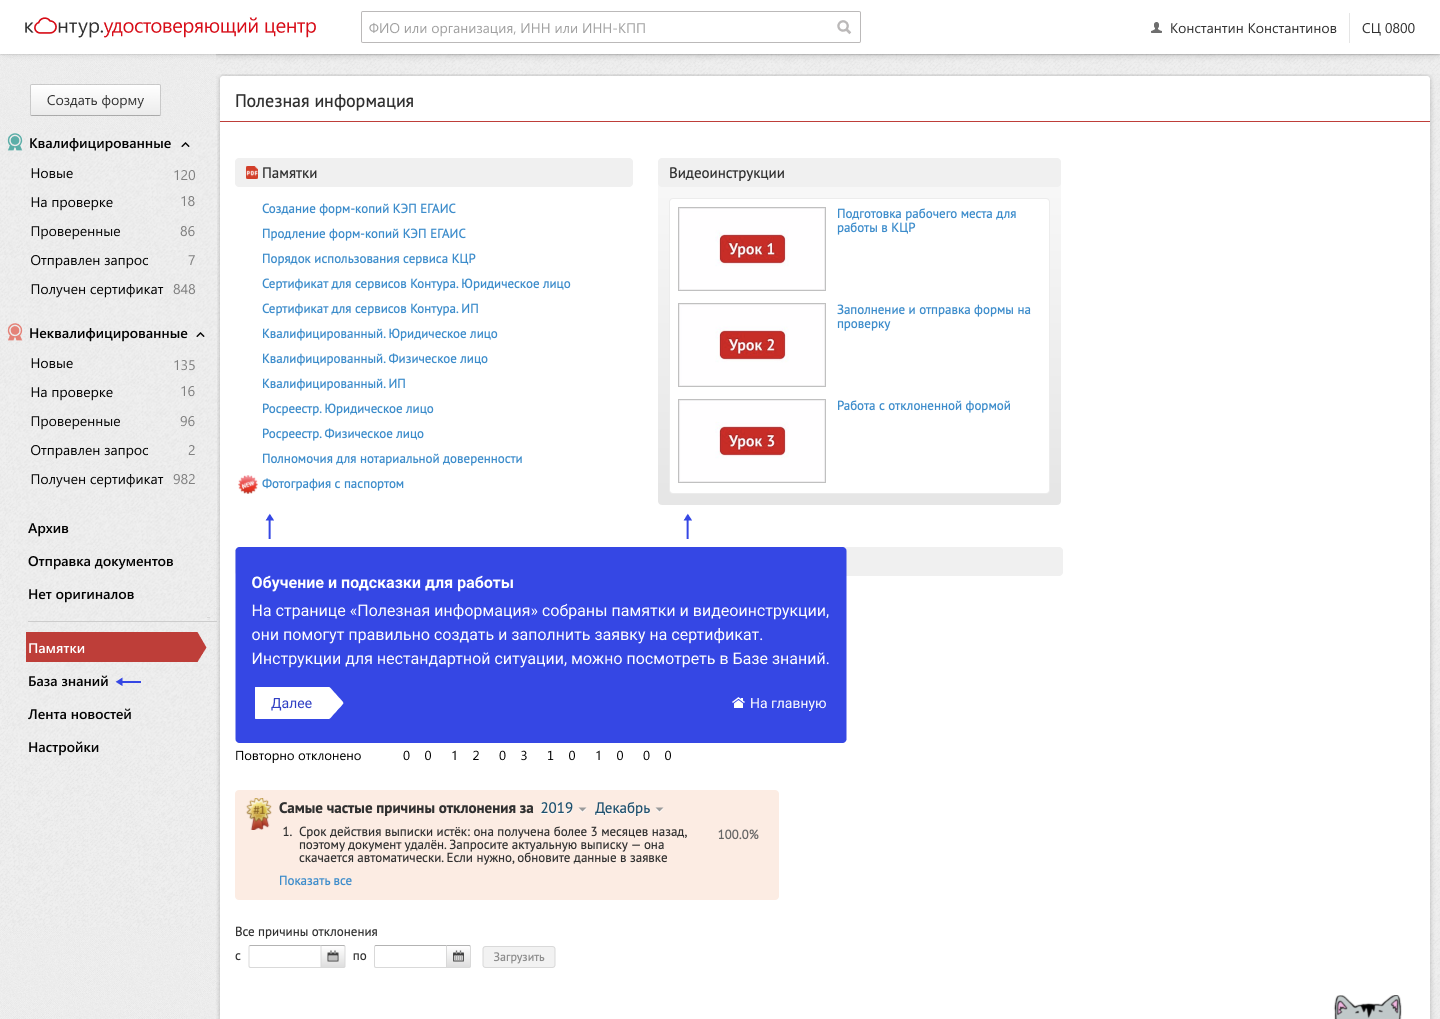 контур.удостоверяющий центр
ФИО или организация, ИНН или ИНН-КПП
Константин Константинов
СЦ 0800
Создать форму
Квалифицированные
Новые 120
На проверке 18
Проверенные 86
Отправлен запрос 7
Получен сертификат 848
Неквалифицированные
Новые 135
На проверке 16
Проверенные 96
Отправлен запрос 2
Получен сертификат 982
Архив
Отправка документов
Нет оригиналов
Памятки
База знаний
Лента новостей
Настройки
Полезная информация
PDF Памятки
Создание форм-копий КЭП ЕГАИС
Продление форм-копий КЭП ЕГАИС
Порядок использования сервиса КЦР
Сертификат для сервисов Контура. Юридическое лицо
Сертификат для сервисов Контура. ИП
Квалифицированный. Юридическое лицо
Квалифицированный. Физическое лицо
Квалифицированный. ИП
Росреестр. Юридическое лицо
Росреестр. Физическое лицо
Полномочия для нотариальной доверенности
NEW Фотография с паспортом
Видеоинструкции
Урок 1
Подготовка рабочего места для
работы в КЦР
Урок 2
Заполнение и отправка формы на
проверку
Урок 3
Работа с отклоненной формой
Обучение и подсказки для работы
На странице «Полезная информация» собраны памятки и видеоинструкции,
они помогут правильно создать и заполнить заявку на сертификат.
Инструкции для нестандартной ситуации, можно посмотреть в Базе знаний.
Далее
На главную
Повторно отклонено 0 0 1 2 0 3 1 0 1 0 0 0
#1 Самые частые причины отклонения за 2019 Декабрь
1. Срок действия выписки истёк: она получена более 3 месяцев назад,
поэтому документ удалён. Запросите актуальную выписку — она
скачается автоматически. Если нужно, обновите данные в заявке
100.0%
Показать все
Все причины отклонения
с по Загрузить